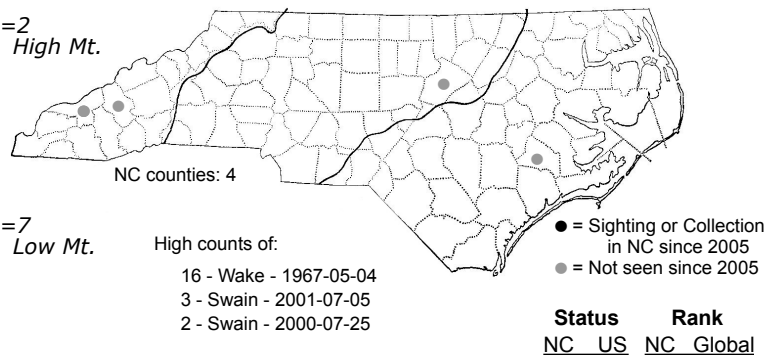 =2
High Mt.
NC counties: 4
=7
Low Mt.
High counts of:
16 - Wake - 1967-05-04
3 - Swain - 2001-07-05
2 - Swain - 2000-07-25
● = Sighting or Collection
in NC since 2005
● = Not seen since 2005
Status Rank
NC US NC Global